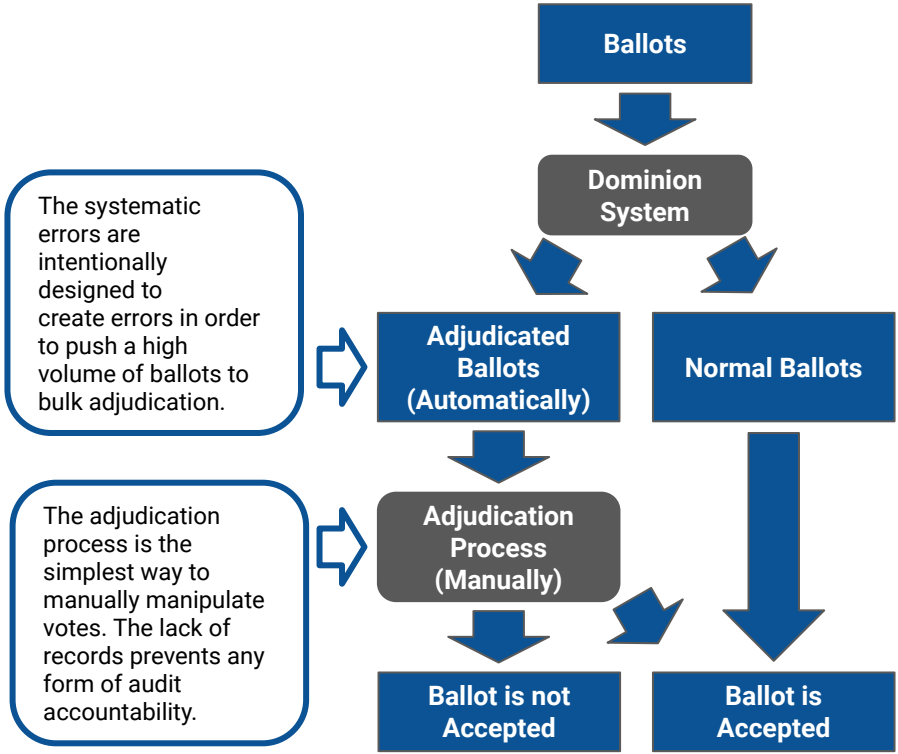 Ballots
Dominion
System
The systematic
errors are
intentionally
designed to
create errors in order
to push a high
volume of ballots to
bulk adjudication.
Adjudicated
Ballots
(Automatically)
Normal Ballots
The adjudication
process is the
simplest way to
manually manipulate
votes. The lack of
records prevents any
form of audit
accountability.
Adjudication
Process
(Manually)
Ballot is not
Accepted
Ballot is
Accepted